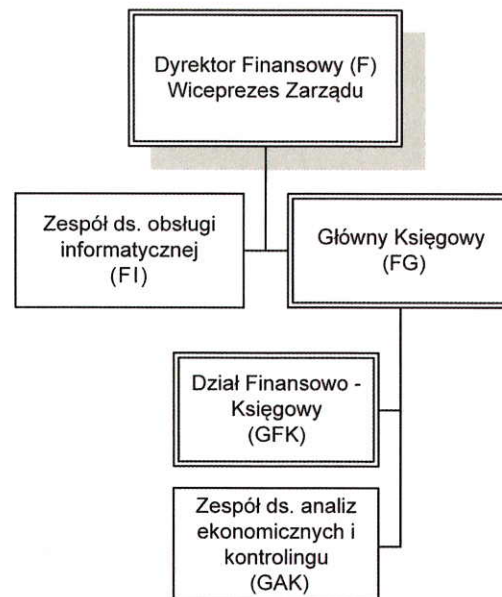 Dyrektor Finansowy (F)
Wiceprezes Zarządu
Zespół ds. obsługi
informatycznej
(FI)
Główny Księgowy
(FG)
Dział Finansowo -
Księgowy
(GFK)
Zespół ds. analiz
ekonomicznych i
kontrolingu
(GAK)